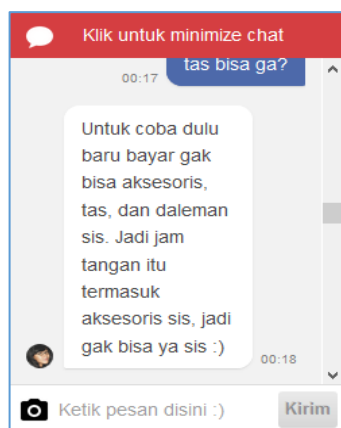 Klik untuk minimize chat
tas bisa ga?
00:17
Untuk coba dulu
baru bayar gak
bisa aksesoris,
tas, dan daleman
sis. Jadi jam
tangan itu
termasuk
aksesoris sis, jadi
gak bisa ya sis :)
00:18
Ketik pesan disini :)
Kirim